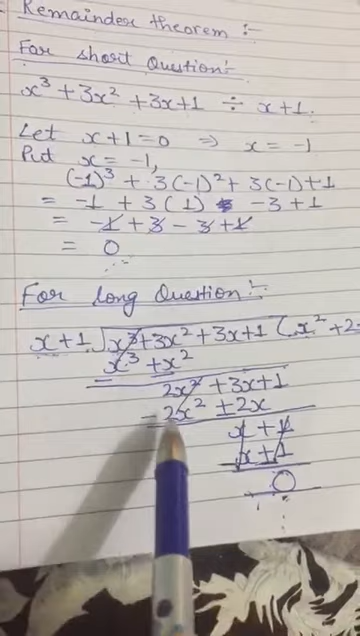 Remainder theorem :-
For short Question:-
x³ + 3x² + 3x + 1 ÷ x + 1.
Let x + 1 = 0 ⇒ x = -1
Put x = -1,
(-1)³ + 3(-1)² + 3(-1) + 1
= -1 + 3(1) - 3 + 1
= -1 + 3 - 3 + 1
= 0
For long Question:-
x + 1 ) x³ + 3x² + 3x + 1 ( x² + 2
x³ + x²
2x² + 3x + 1
2x² + 2x
x + 1
x + 1
0